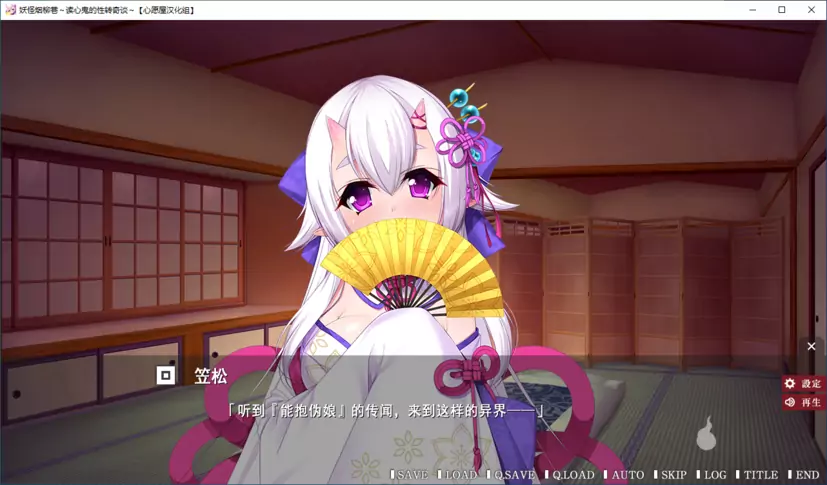 妖怪烟柳巷～读心鬼的性转奇谈～【心愿屋汉化组】
設定
再生
笠松
「听到『能抱伪娘』的传闻，来到这样的异界——」
SAVE LOAD Q.SAVE Q.LOAD AUTO SKIP LOG TITLE END